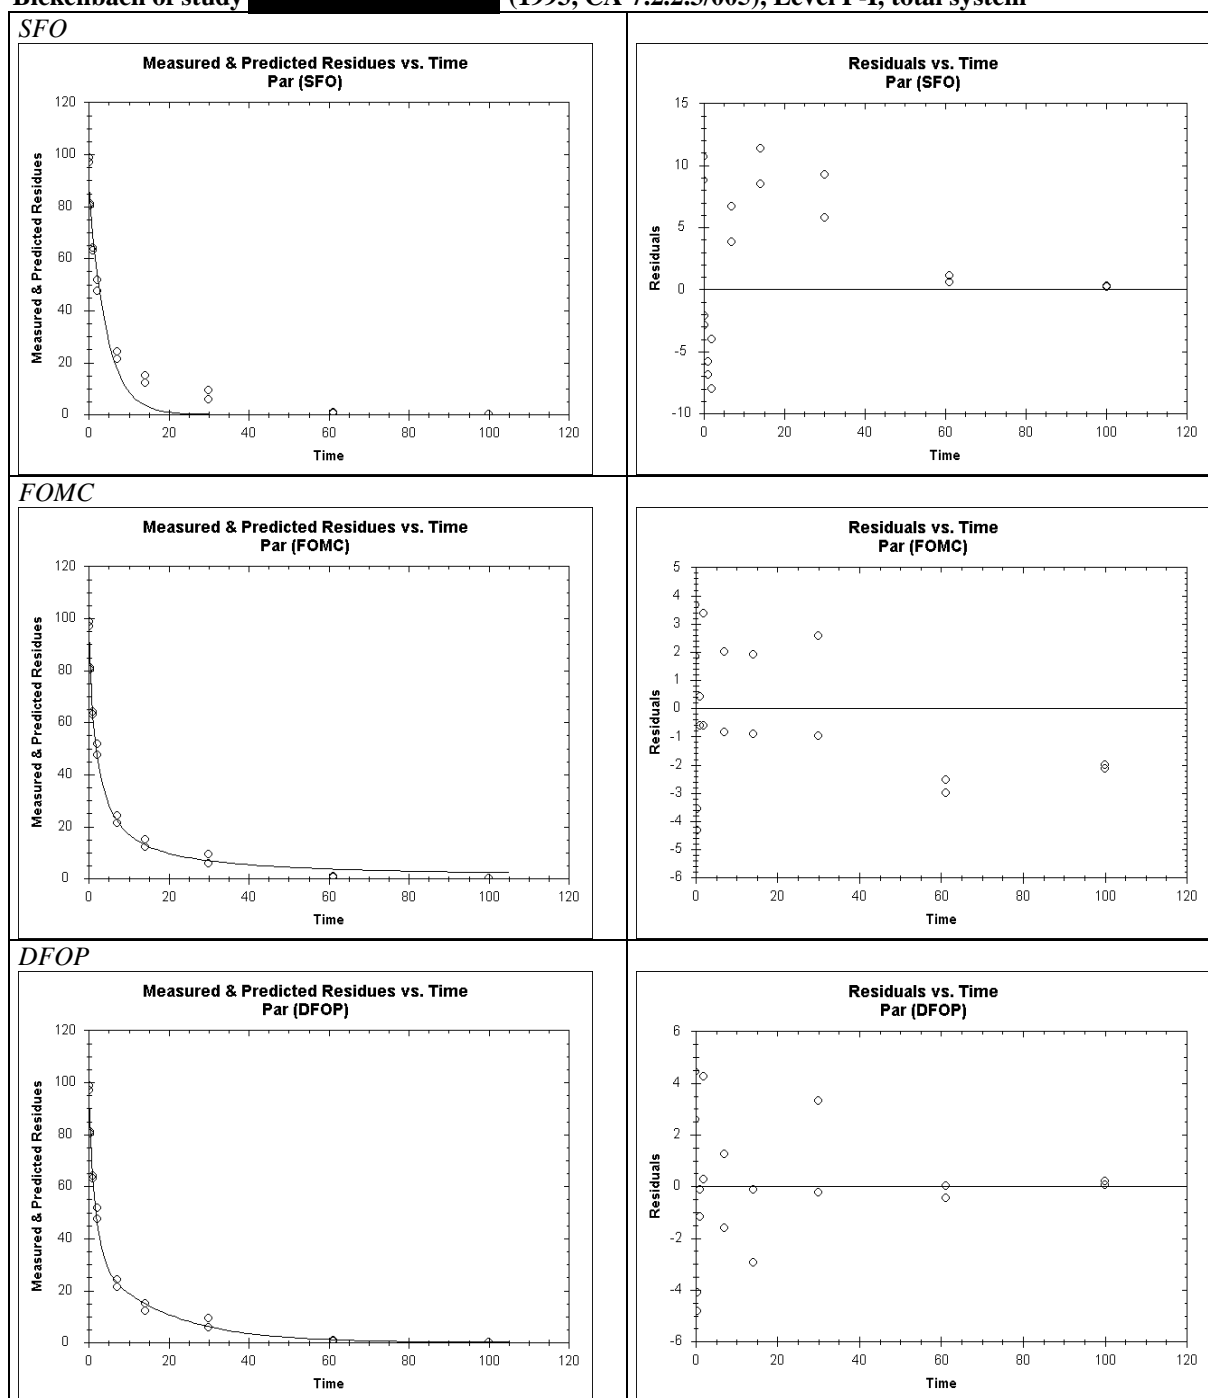 Bickenbach of study (1993, CA 7.2.2.3/003), Level P-I, total system
SFO
Measured & Predicted Residues vs. Time
Par (SFO)
Measured & Predicted Residues
120
100
80
60
40
20
0
0 20 40 60 80 100 120
Time
Residuals vs. Time
Par (SFO)
Residuals
15
10
5
0
-5
-10
0 20 40 60 80 100 120
Time
FOMC
Measured & Predicted Residues vs. Time
Par (FOMC)
Measured & Predicted Residues
120
100
80
60
40
20
0
0 20 40 60 80 100 120
Time
Residuals vs. Time
Par (FOMC)
Residuals
5
4
3
2
1
0
-1
-2
-3
-4
-5
-6
0 20 40 60 80 100 120
Time
DFOP
Measured & Predicted Residues vs. Time
Par (DFOP)
Measured & Predicted Residues
120
100
80
60
40
20
0
0 20 40 60 80 100 120
Time
Residuals vs. Time
Par (DFOP)
Residuals
6
4
2
0
-2
-4
-6
0 20 40 60 80 100 120
Time